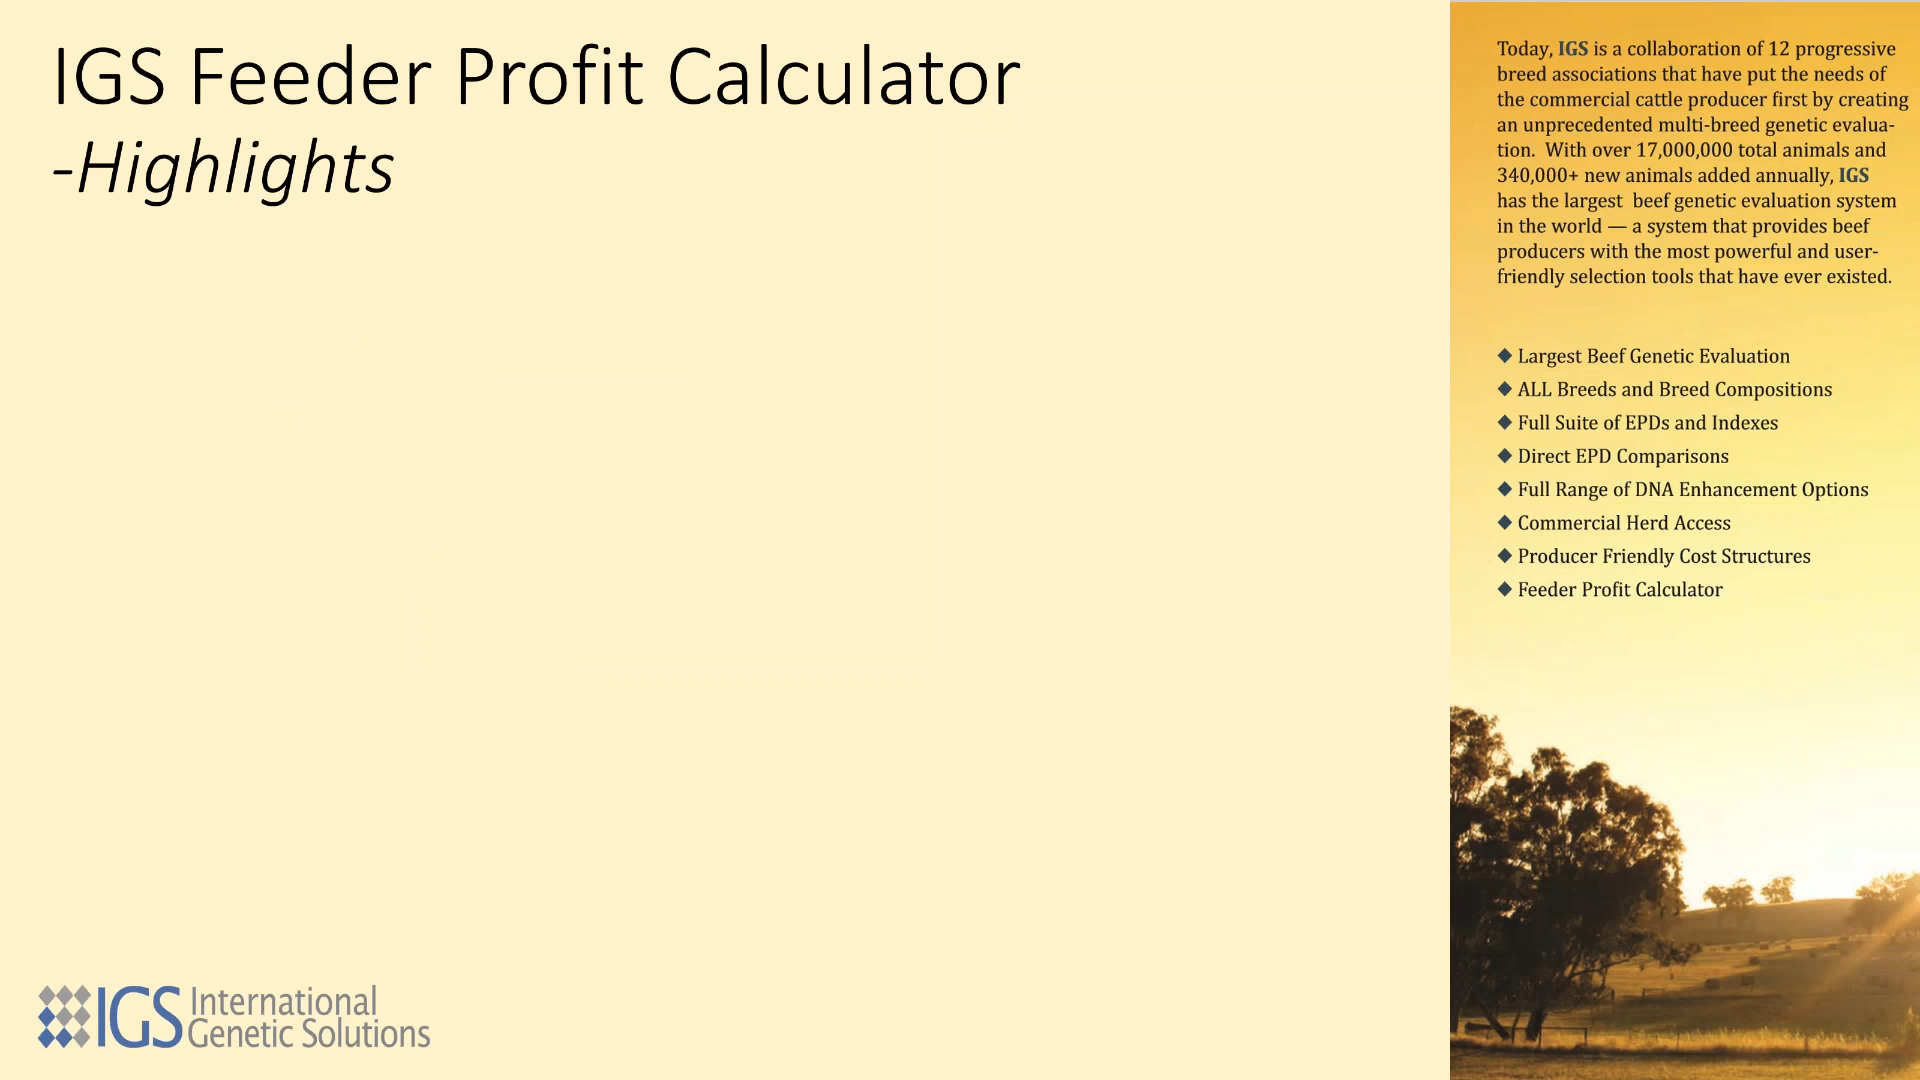 IGS Feeder Profit Calculator
-Highlights
Today, IGS is a collaboration of 12 progressive
breed associations that have put the needs of
the commercial cattle producer first by creating
an unprecedented multi-breed genetic evalua-
tion. With over 17,000,000 total animals and
340,000+ new animals added annually, IGS
has the largest beef genetic evaluation system
in the world — a system that provides beef
producers with the most powerful and user-
friendly selection tools that have ever existed.
◆ Largest Beef Genetic Evaluation
◆ ALL Breeds and Breed Compositions
◆ Full Suite of EPDs and Indexes
◆ Direct EPD Comparisons
◆ Full Range of DNA Enhancement Options
◆ Commercial Herd Access
◆ Producer Friendly Cost Structures
◆ Feeder Profit Calculator
IGS International
Genetic Solutions